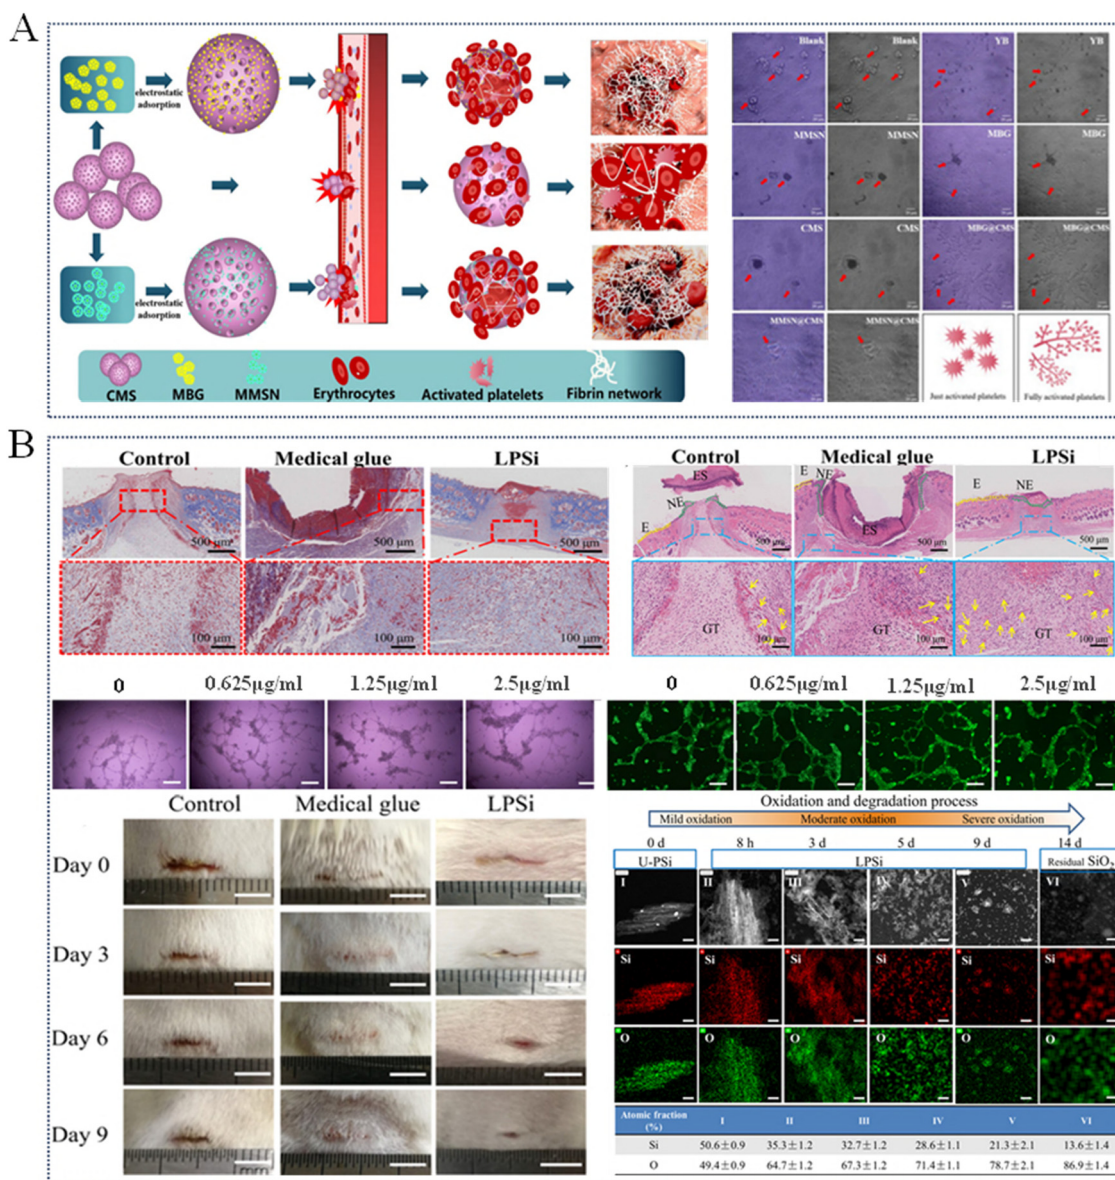 A
electrostatic
adsorption
electrostatic
adsorption
CMS
MBG
MMSN
Erythrocytes
Activated platelets
Fibrin network
Blank
Blank
YB
YB
MMSN
MMSN
MBG
MBG
CMS
CMS
MBG@CMS
MBG@CMS
MMSN@CMS
MMSN@CMS
Just activated platelets
Fully activated platelets
B
Control
Medical glue
LPSi
500 μm
500 μm
500 μm
100 μm
100 μm
100 μm
Control
Medical glue
LPSi
E
NE
ES
E
NE
ES
E
NE
500 μm
500 μm
500 μm
GT
GT
GT
100 μm
100 μm
100 μm
0
0.625μg/ml
1.25μg/ml
2.5μg/ml
0
0.625μg/ml
1.25μg/ml
2.5μg/ml
Control
Medical glue
LPSi
Day 0
Day 3
Day 6
Day 9
Oxidation and degradation process
Mild oxidation
Moderate oxidation
Severe oxidation
0 d
8 h
3 d
5 d
9 d
14 d
U-PSi
LPSi
Residual SiO₂
I
II
III
IV
V
VI
Si
Si
Si
Si
Si
Si
O
O
O
O
O
O
Atomic fraction (%) I II III IV V VI
Si 50.6±0.9 35.3±1.2 32.7±1.2 28.6±1.1 21.3±2.1 13.6±1.4
O 49.4±0.9 64.7±1.2 67.3±1.2 71.4±1.1 78.7±2.1 86.9±1.4